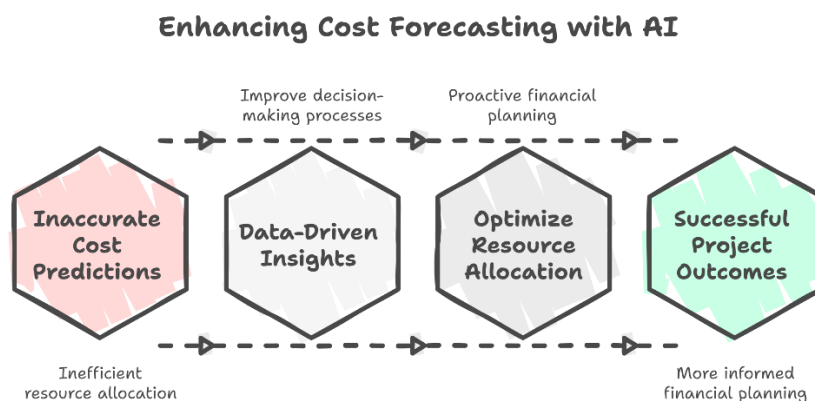 Enhancing Cost Forecasting with AI
Improve decision-
making processes
Proactive financial
planning
Inaccurate
Cost
Predictions
Data-Driven
Insights
Optimize
Resource
Allocation
Successful
Project
Outcomes
Inefficient
resource allocation
More informed
financial planning